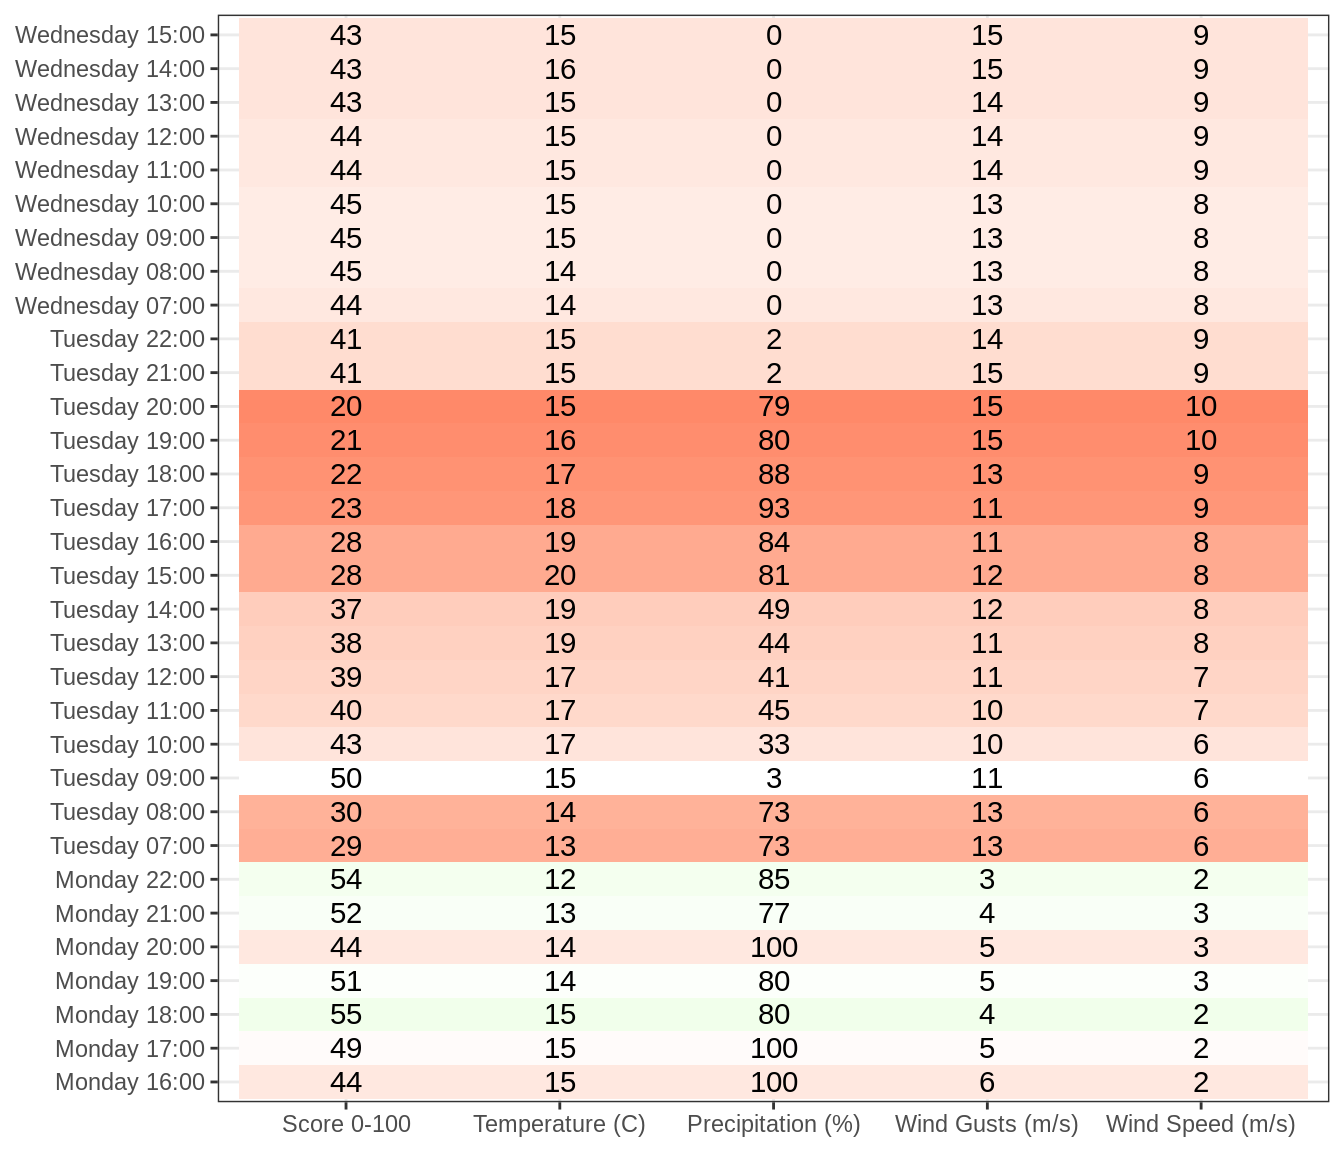 Wednesday 15:00 43 15 0 15 9
Wednesday 14:00 43 16 0 15 9
Wednesday 13:00 43 15 0 14 9
Wednesday 12:00 44 15 0 14 9
Wednesday 11:00 44 15 0 14 9
Wednesday 10:00 45 15 0 13 8
Wednesday 09:00 45 15 0 13 8
Wednesday 08:00 45 14 0 13 8
Wednesday 07:00 44 14 0 13 8
Tuesday 22:00 41 15 2 14 9
Tuesday 21:00 41 15 2 15 9
Tuesday 20:00 20 15 79 15 10
Tuesday 19:00 21 16 80 15 10
Tuesday 18:00 22 17 88 13 9
Tuesday 17:00 23 18 93 11 9
Tuesday 16:00 28 19 84 11 8
Tuesday 15:00 28 20 81 12 8
Tuesday 14:00 37 19 49 12 8
Tuesday 13:00 38 19 44 11 8
Tuesday 12:00 39 17 41 11 7
Tuesday 11:00 40 17 45 10 7
Tuesday 10:00 43 17 33 10 6
Tuesday 09:00 50 15 3 11 6
Tuesday 08:00 30 14 73 13 6
Tuesday 07:00 29 13 73 13 6
Monday 22:00 54 12 85 3 2
Monday 21:00 52 13 77 4 3
Monday 20:00 44 14 100 5 3
Monday 19:00 51 14 80 5 3
Monday 18:00 55 15 80 4 2
Monday 17:00 49 15 100 5 2
Monday 16:00 44 15 100 6 2
Score 0-100 Temperature (C) Precipitation (%) Wind Gusts (m/s) Wind Speed (m/s)